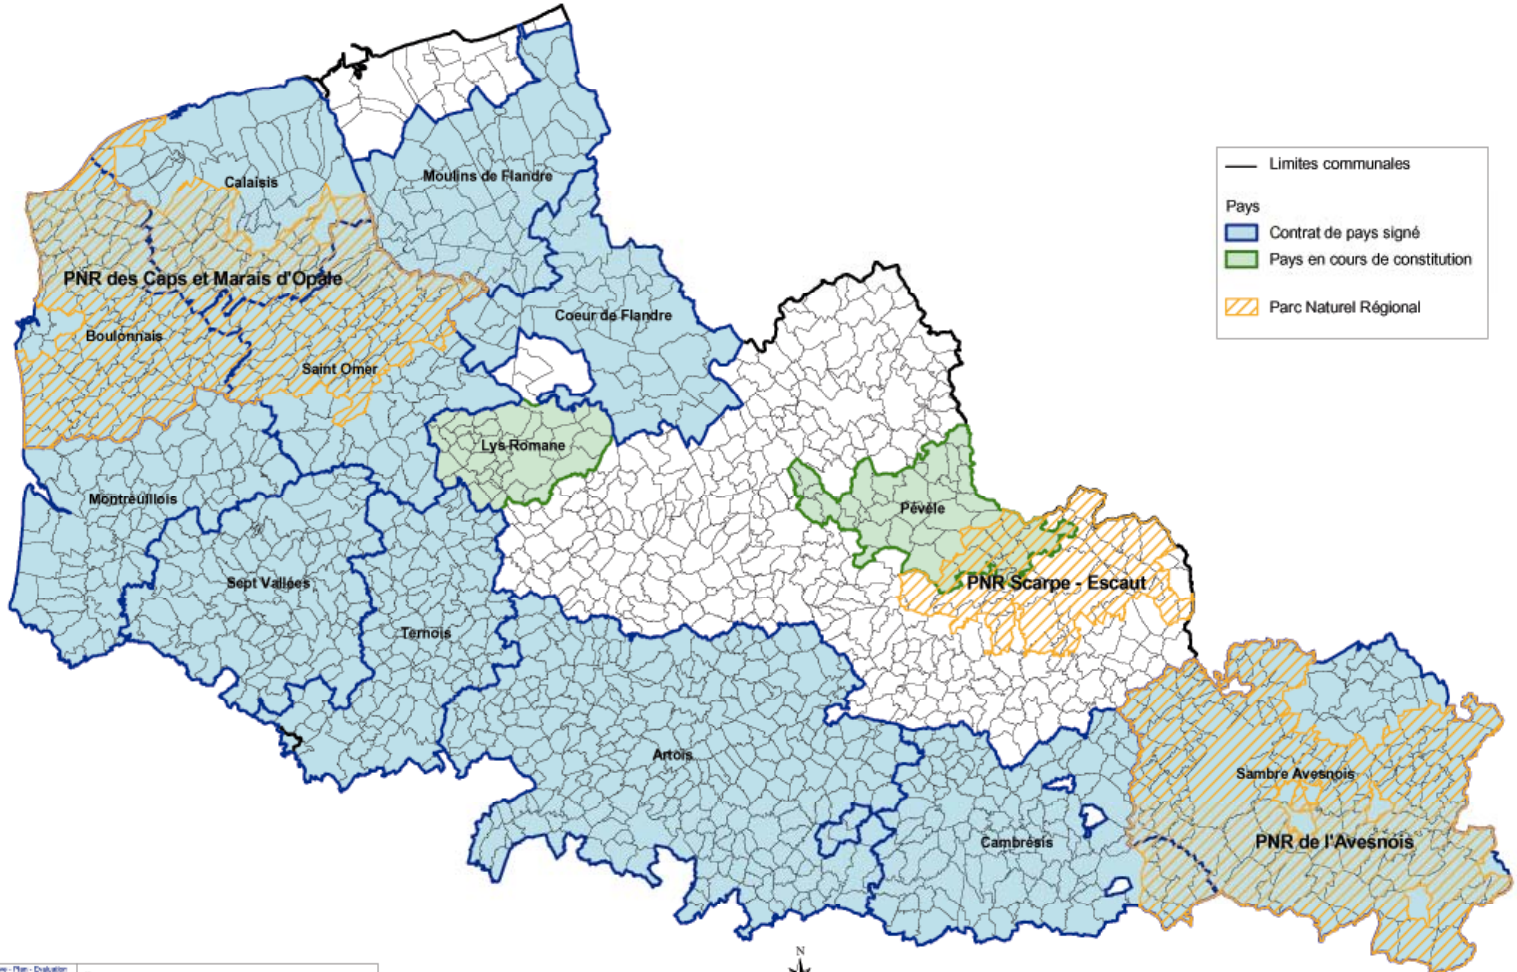 Limites communales
Pays
Contrat de pays signé
Pays en cours de constitution
Parc Naturel Régional
Calaisis
Moulins de Flandre
PNR des Caps et Marais d'Opale
Coeur de Flandre
Boulonnais
Saint Omer
Lys Romane
Montreuillois
Pévèle
Sept Vallées
PNR Scarpe - Escaut
Ternois
Artois
Sambre Avesnois
Cambrésis
PNR de l'Avesnois
N
- Plan - Evaluation